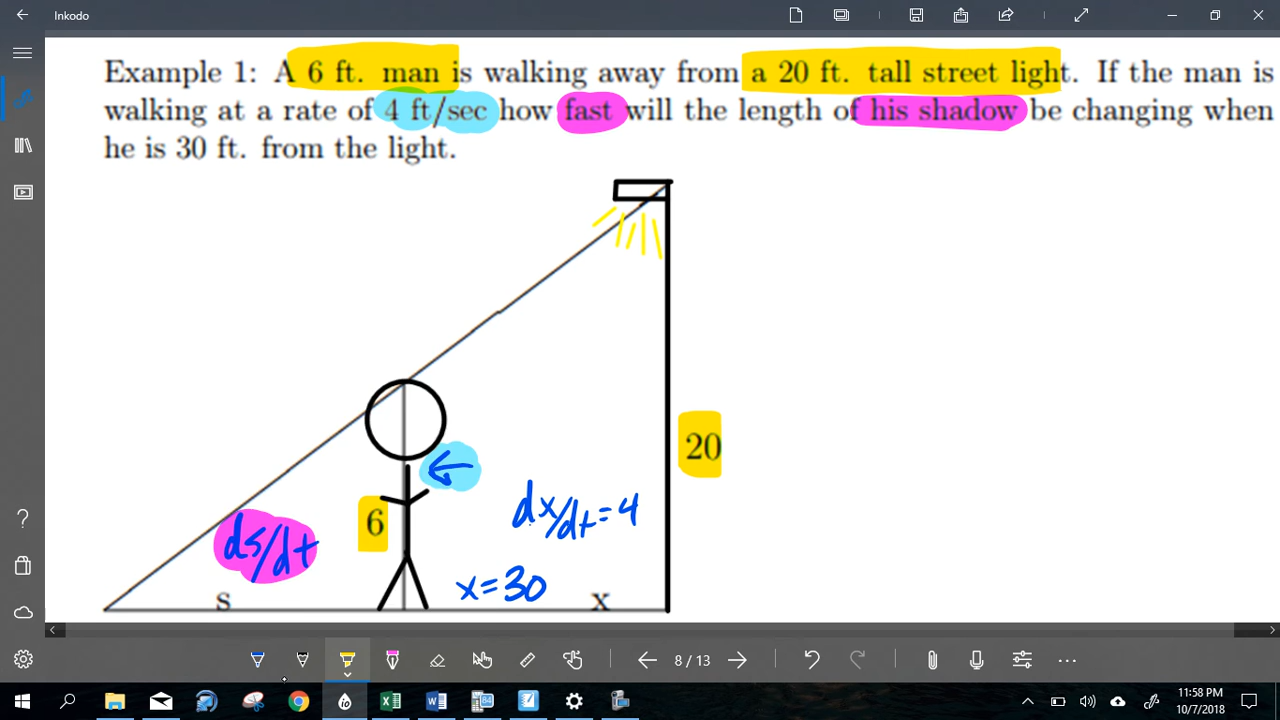 Inkodo
Example 1: A 6 ft. man is walking away from a 20 ft. tall street light. If the man is
walking at a rate of 4 ft/sec how fast will the length of his shadow be changing when
he is 30 ft. from the light.
20
6
dx/dt=4
ds/dt
x=30
s
x
8 / 13
11:58 PM
10/7/2018